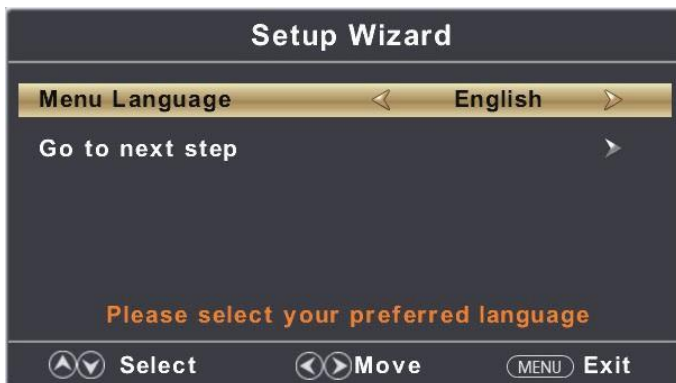 Setup Wizard
Menu Language English
Go to next step
Please select your preferred language
Select Move MENU Exit